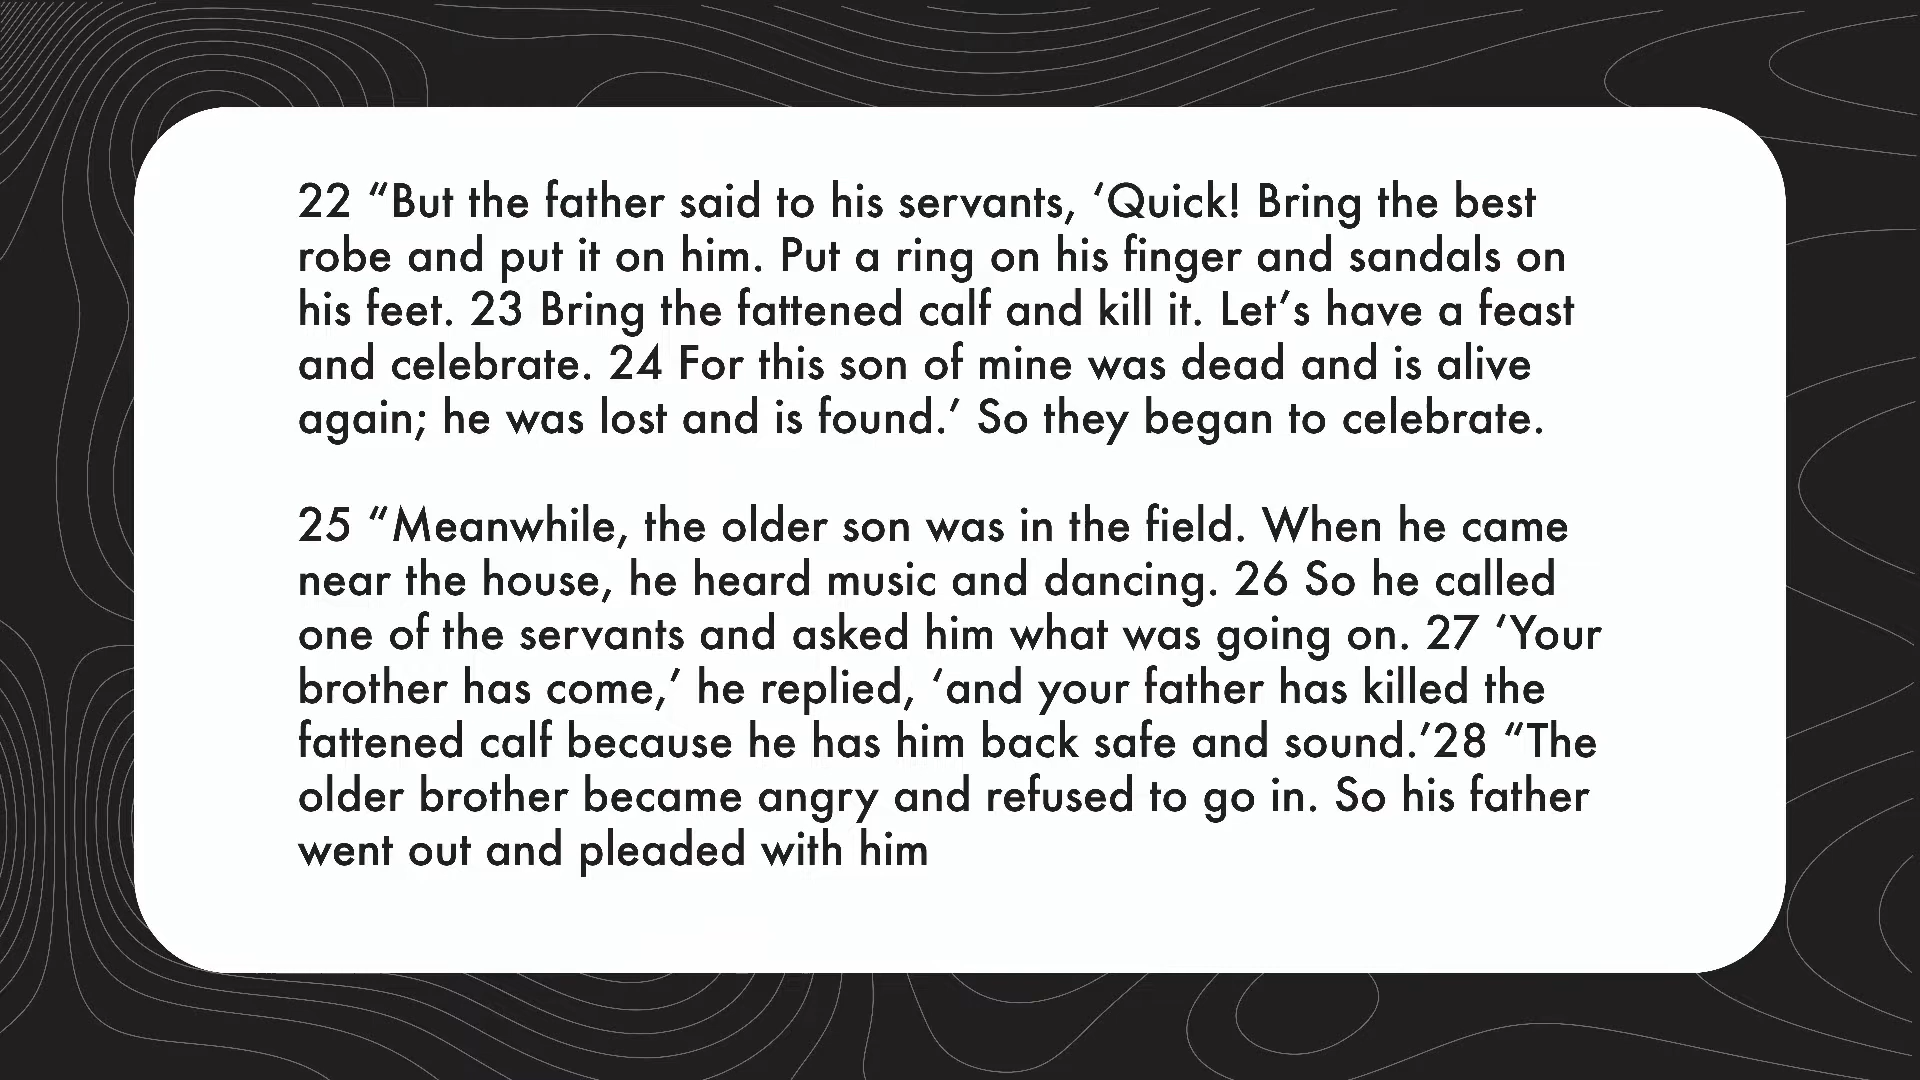 22 “But the father said to his servants, ‘Quick! Bring the best
robe and put it on him. Put a ring on his finger and sandals on
his feet. 23 Bring the fattened calf and kill it. Let’s have a feast
and celebrate. 24 For this son of mine was dead and is alive
again; he was lost and is found.’ So they began to celebrate.
25 “Meanwhile, the older son was in the field. When he came
near the house, he heard music and dancing. 26 So he called
one of the servants and asked him what was going on. 27 ‘Your
brother has come,’ he replied, ‘and your father has killed the
fattened calf because he has him back safe and sound.’28 “The
older brother became angry and refused to go in. So his father
went out and pleaded with him